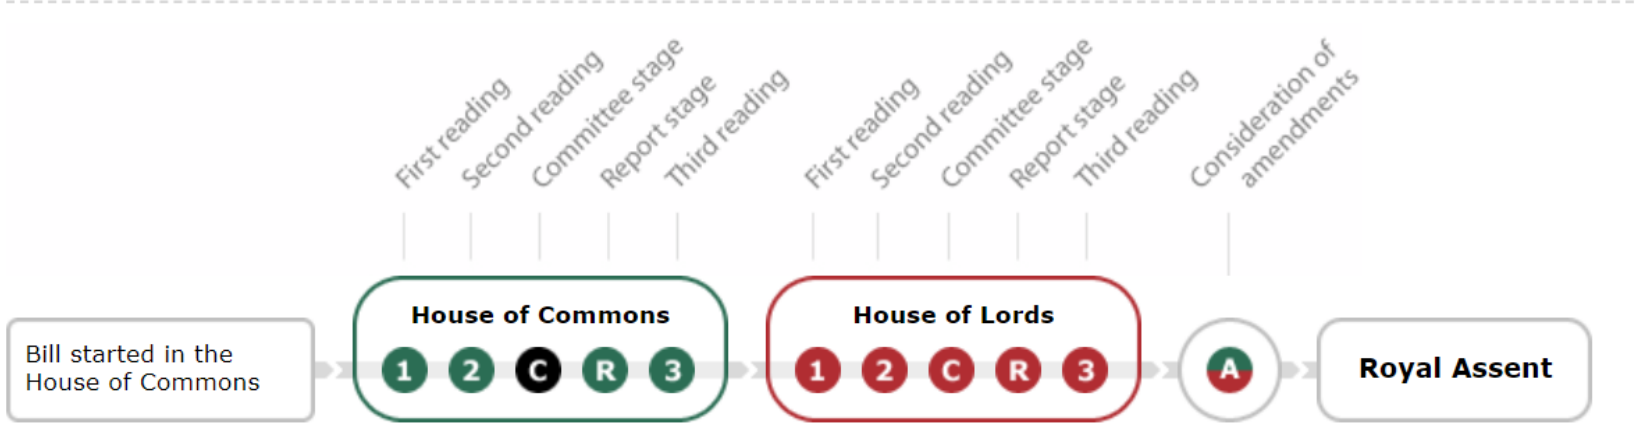 First reading
Second reading
Committee stage
Report stage
Third reading
First reading
Second reading
Committee stage
Report stage
Third reading
Consideration of
amendments
Bill started in the
House of Commons
House of Commons
1 2 C R 3
House of Lords
1 2 C R 3
A
Royal Assent